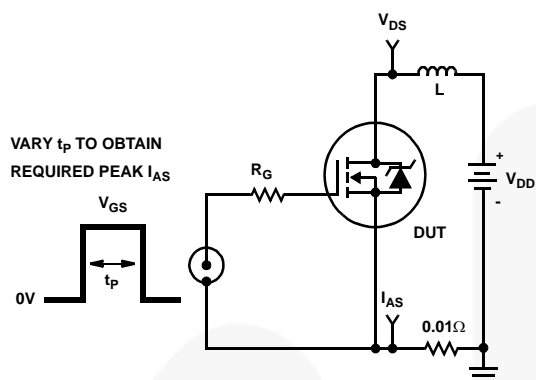 V_DS
L
VARY t_P TO OBTAIN
REQUIRED PEAK I_AS
R_G
+
V_DD
-
V_GS
DUT
t_P
0V
I_AS
0.01Ω